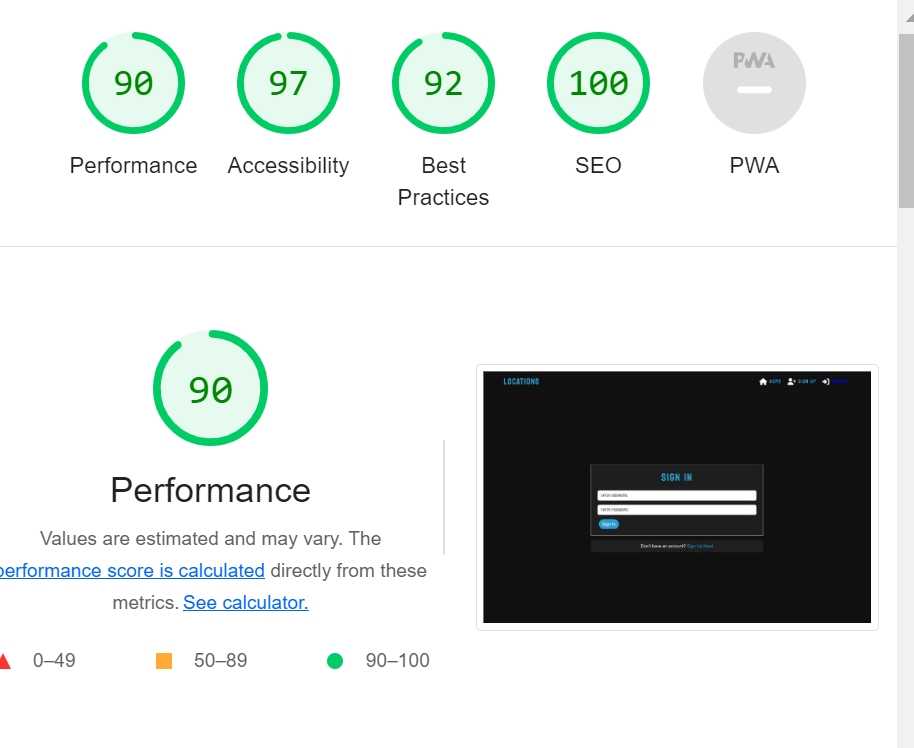 90
97
92
100
PWA
Performance
Accessibility
Best
Practices
SEO
PWA
90
Performance
Values are estimated and may vary. The
performance score is calculated directly from these
metrics. See calculator.
0–49
50–89
90–100
LOCATIONS
HOME
SIGN UP
SIGN IN
SIGN IN
Sign In
Don't have an account? Sign Up Now!